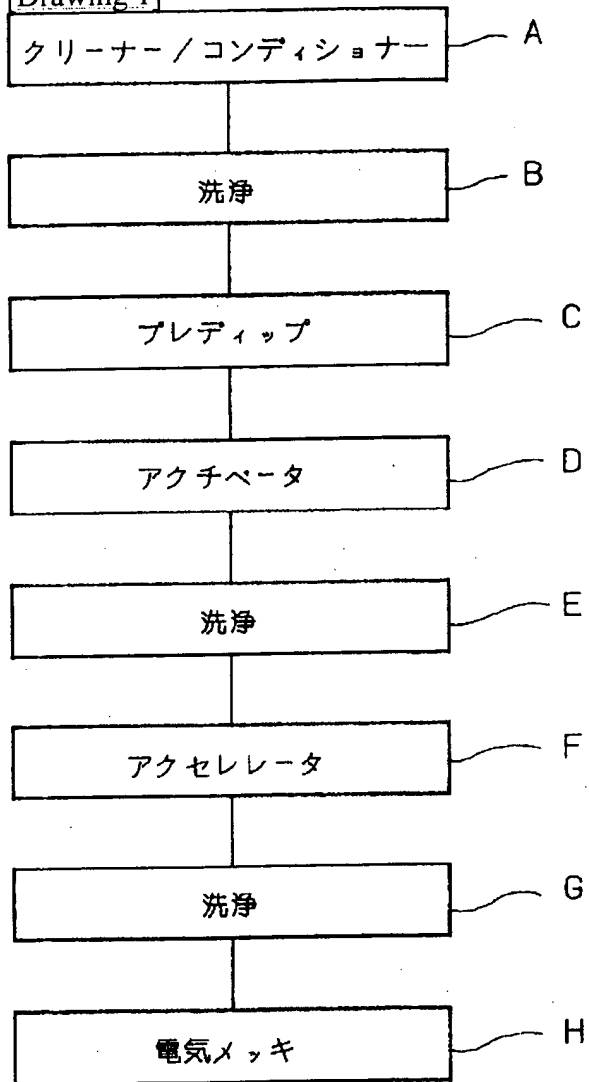 Drawing 1
クリーナー/コンディショナー A
洗浄 B
プレディップ C
アクチベータ D
洗浄 E
アクセレレータ F
洗浄 G
電気メッキ H